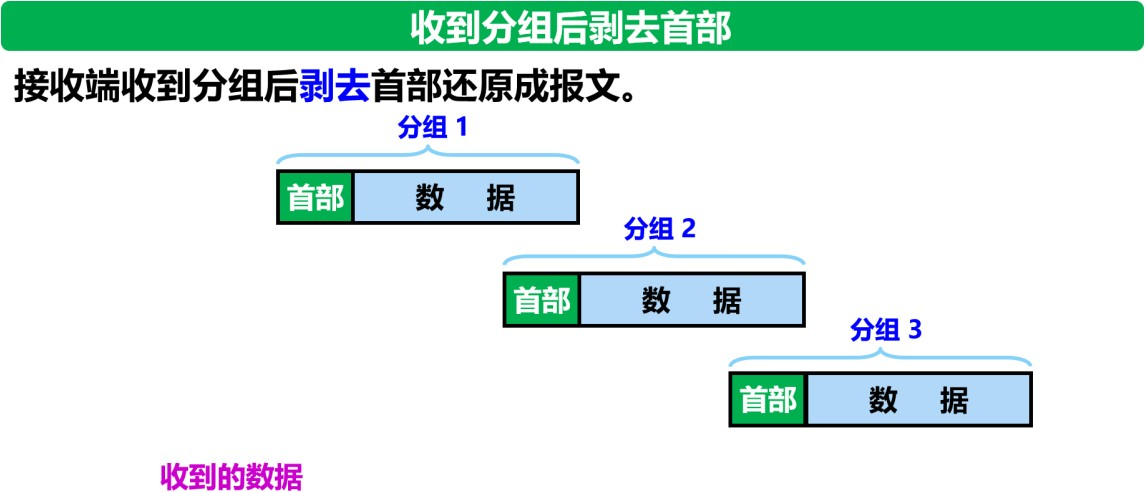 收到分组后剥去首部
接收端收到分组后剥去首部还原成报文。
分组 1
首部 数 据
分组 2
首部 数 据
分组 3
首部 数 据
收到的数据